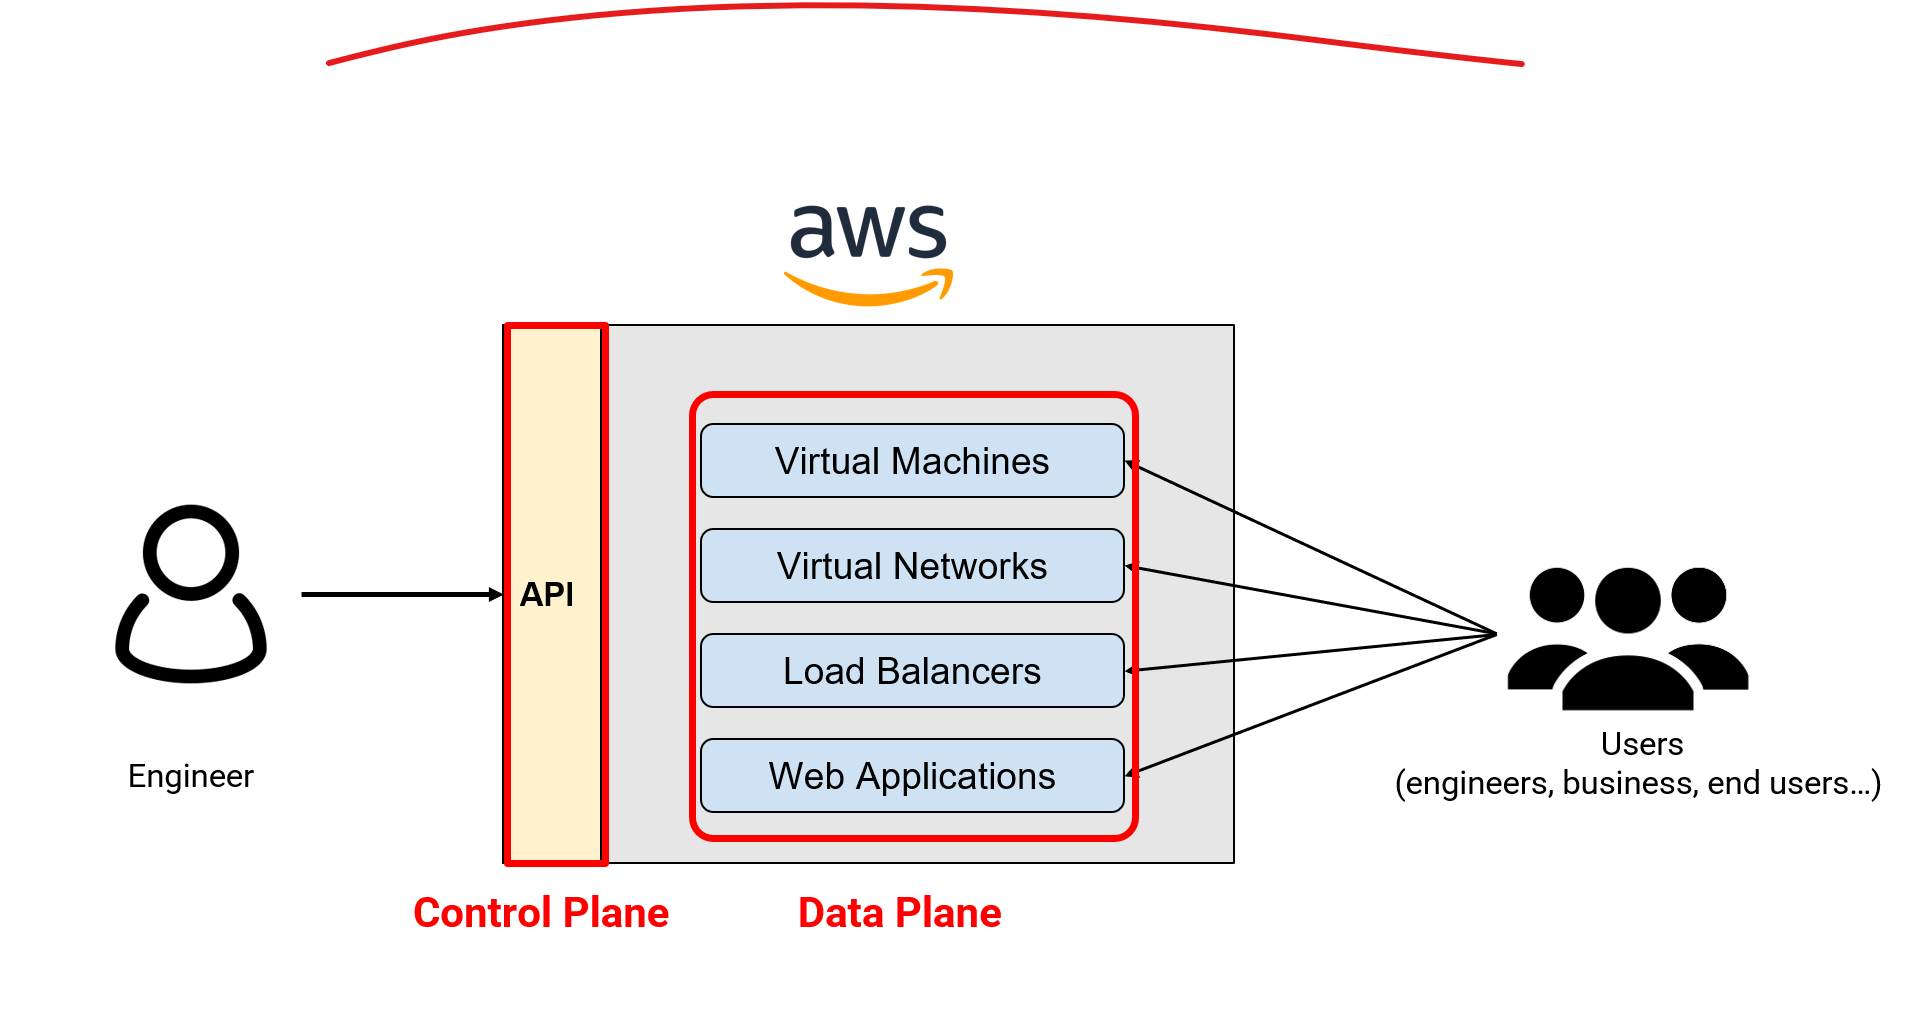 aws
API
Virtual Machines
Virtual Networks
Load Balancers
Web Applications
Engineer
Users
(engineers, business, end users...)
Control Plane
Data Plane